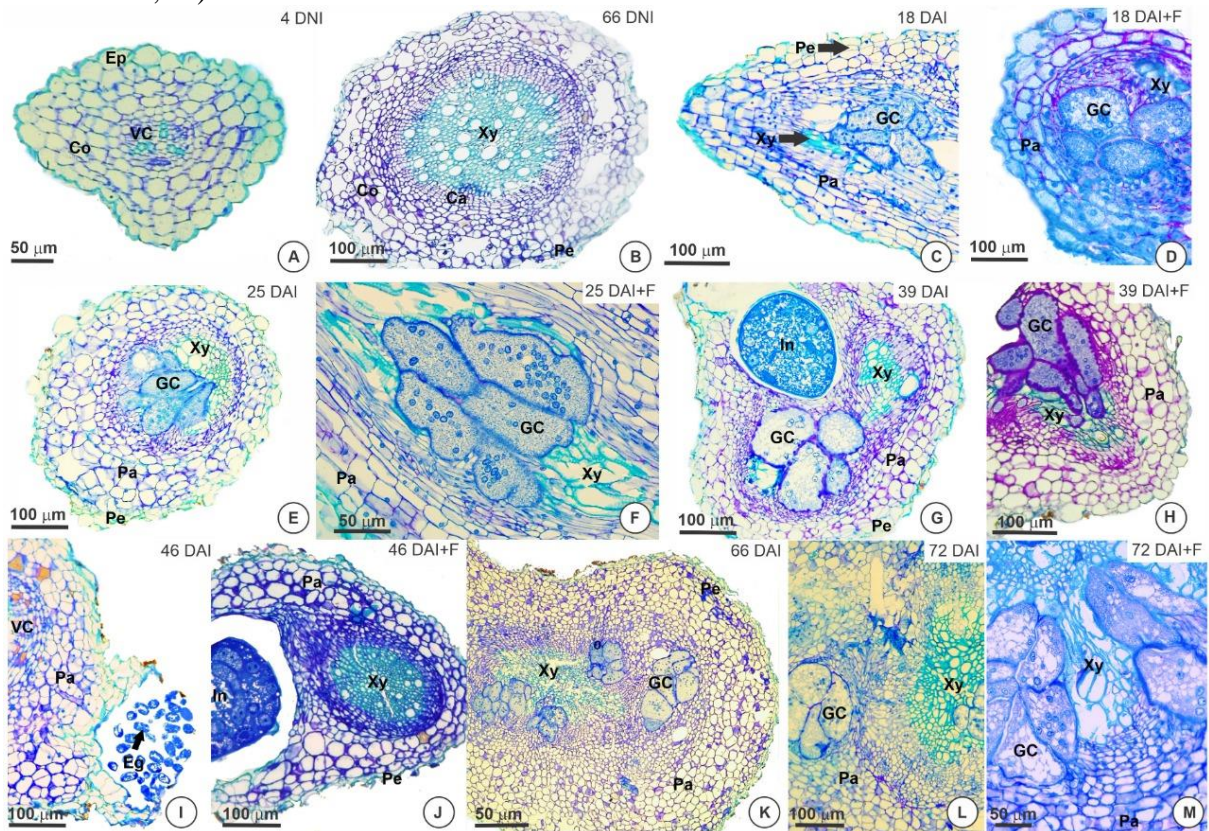 4 DNI
Ep
VC
Co
50 µm
A
66 DNI
Xy
Co
Ca
Pe
100 µm
B
18 DAI
Pe
GC
Xy
Pa
100 µm
C
18 DAI+F
Xy
GC
Pa
100 µm
D
25 DAI
Xy
GC
Pa
Pe
100 µm
E
25 DAI+F
GC
Xy
Pa
50 µm
F
39 DAI
In
Xy
GC
Pa
Pe
100 µm
G
39 DAI+F
GC
Pa
Xy
100 µm
H
46 DAI
VC
Pa
Eg
100 µm
I
46 DAI+F
Pa
In
Xy
Pe
100 µm
J
66 DAI
Pe
Xy
GC
Pa
50 µm
K
72 DAI
Xy
GC
Pa
100 µm
L
72 DAI+F
Xy
GC
Pa
50 µm
M